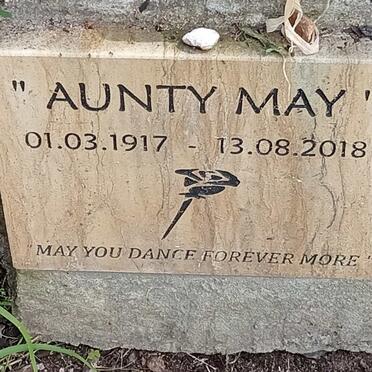 " AUNTY MAY "
01.03.1917 - 13.08.2018
"MAY YOU DANCE FOREVER MORE "